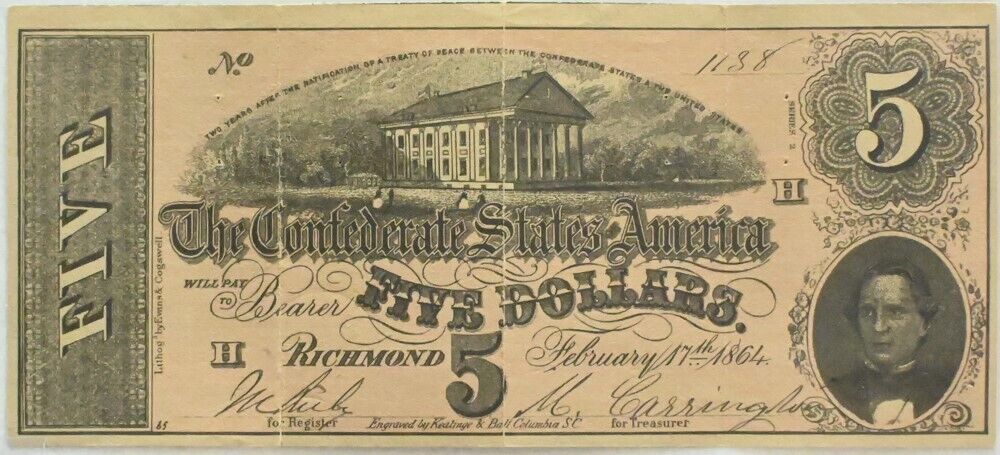 No 1138
TWO YEARS AFTER THE RATIFICATION OF A TREATY OF PEACE BETWEEN THE CONFEDERATE STATES & THE UNITED STATES
5
SERIES 2
H
FIVE
The Confederate States of America
WILL PAY
TO Bearer FIVE DOLLARS.
H RICHMOND 5 February 17th 1864.
M. Carrington
for Register Engraved by Keatinge & Ball Columbia S.C. for Treasurer
Lithog'd by Evans & Cogswell